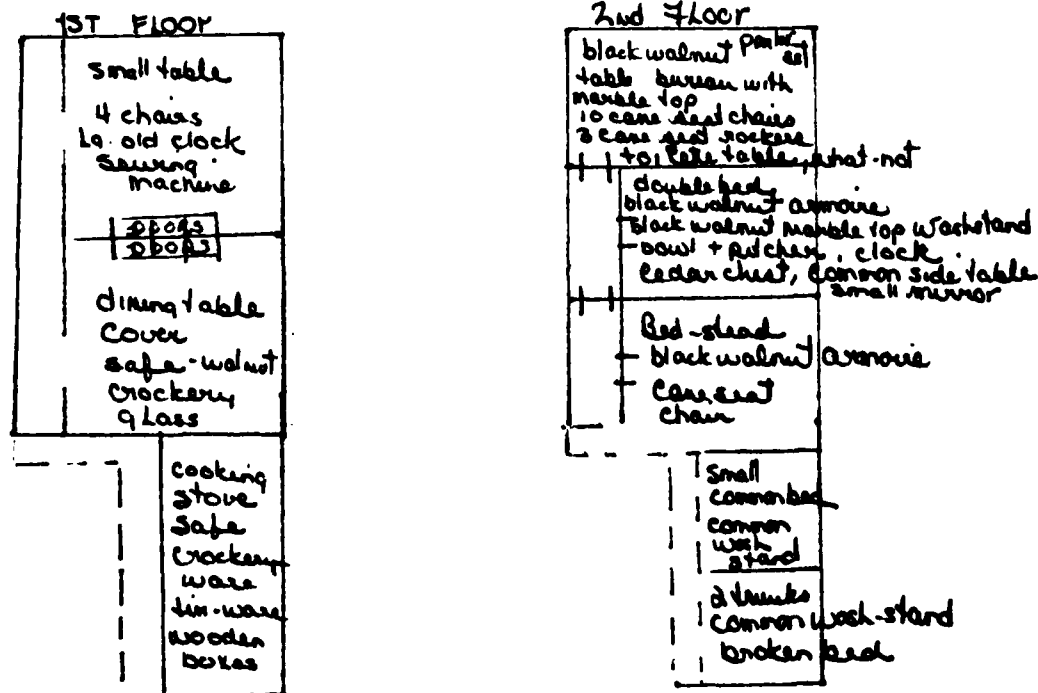 1ST FLOOR
small table
4 chairs
Lg. old clock
Sewing
machine
DOORS
DOORS
dining table
cover
safe-walnut
crockery
glass
cooking
stove
safe
crockery
ware
tin-ware
wooden
boxes
2nd Floor
black walnut parlor
set
table bureau with
marble top
10 cane seat chairs
3 cane seat rockers
table, what-not
double bed,
black walnut armoire
black walnut marble top washstand
bowl + pitcher, clock
Cedar chest, common side table
small mirror
Bed-stead
black walnut armoire
Cane seat
chair
small
common bed
common
wash
stand
2 trunks
common wash-stand
broken bed